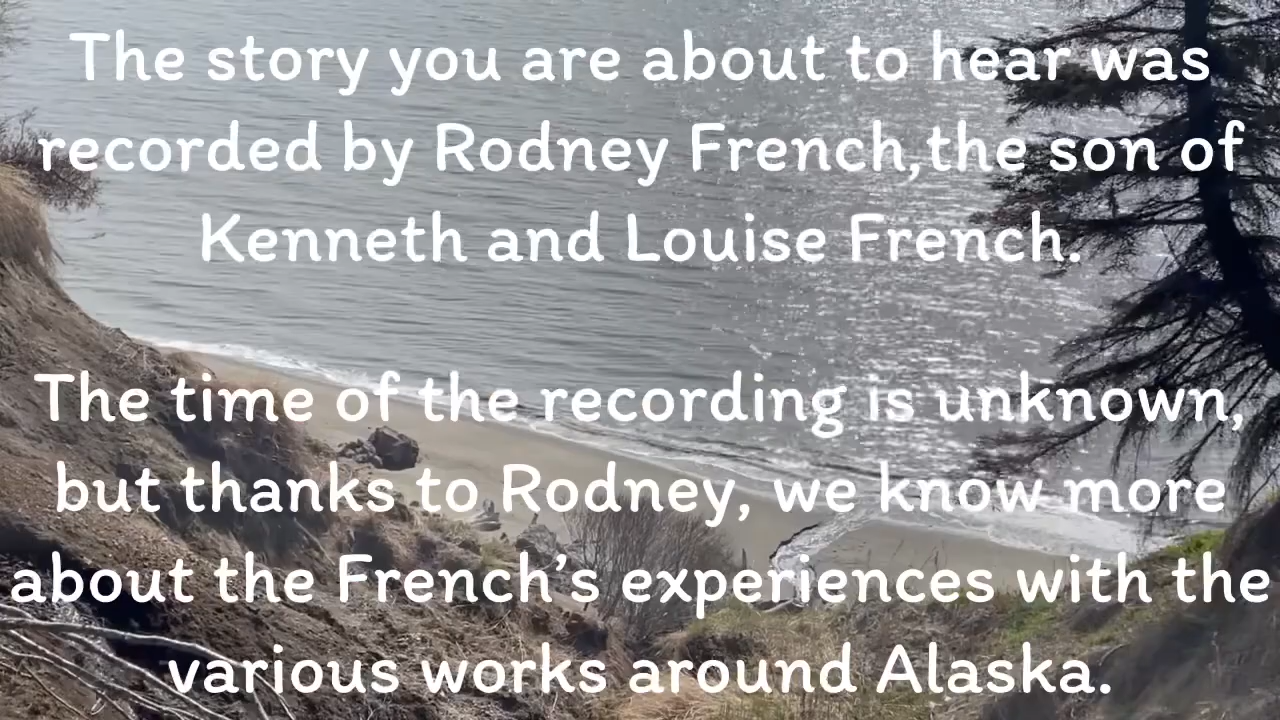 The story you are about to hear was
recorded by Rodney French,the son of
Kenneth and Louise French.
The time of the recording is unknown,
but thanks to Rodney, we know more
about the French’s experiences with the
various works around Alaska.